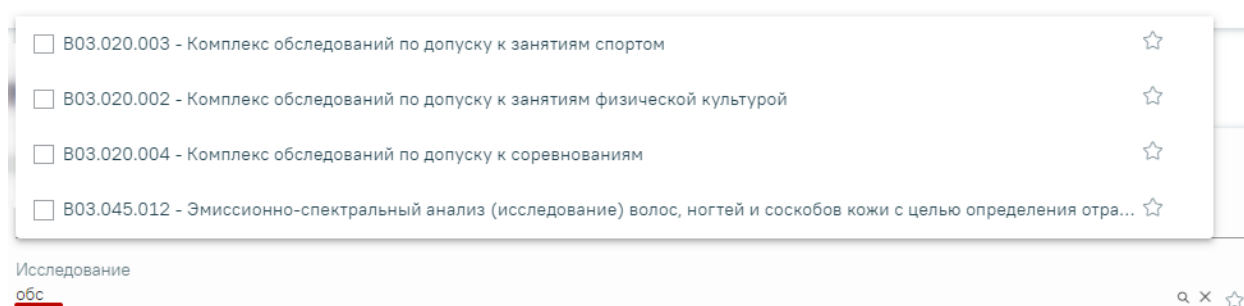 B03.020.003 - Комплекс обследований по допуску к занятиям спортом
B03.020.002 - Комплекс обследований по допуску к занятиям физической культурой
B03.020.004 - Комплекс обследований по допуску к соревнованиям
B03.045.012 - Эмиссионно-спектральный анализ (исследование) волос, ногтей и соскобов кожи с целью определения отра...
Исследование
обс